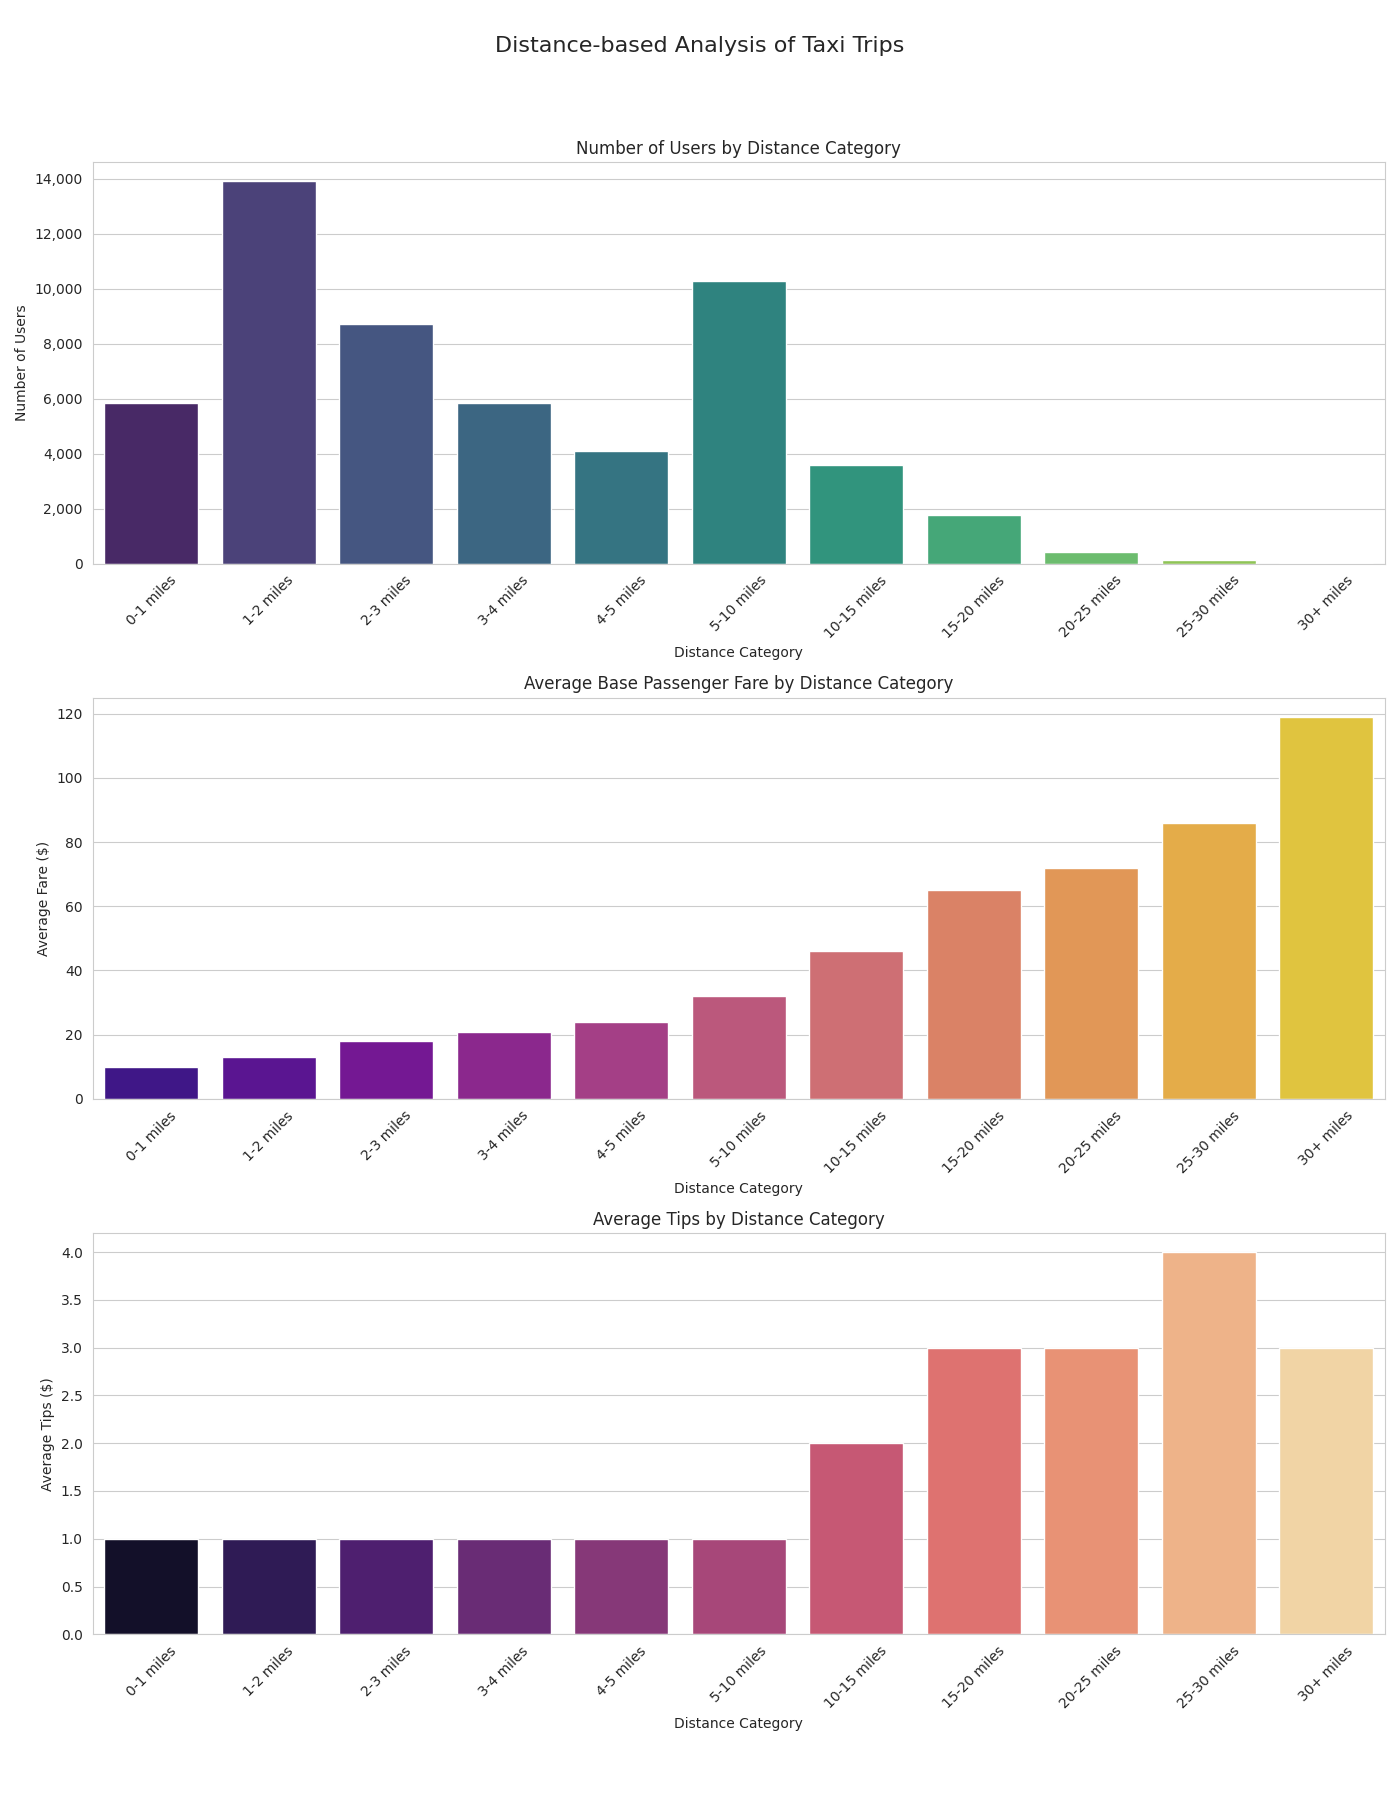 Distance-based Analysis of Taxi Trips
Number of Users by Distance Category
14,000
12,000
10,000
8,000
6,000
4,000
2,000
0
Number of Users
0-1 miles
1-2 miles
2-3 miles
3-4 miles
4-5 miles
5-10 miles
10-15 miles
15-20 miles
20-25 miles
25-30 miles
30+ miles
Distance Category
Average Base Passenger Fare by Distance Category
120
100
80
60
40
20
0
Average Fare ($)
0-1 miles
1-2 miles
2-3 miles
3-4 miles
4-5 miles
5-10 miles
10-15 miles
15-20 miles
20-25 miles
25-30 miles
30+ miles
Distance Category
Average Tips by Distance Category
4.0
3.5
3.0
2.5
2.0
1.5
1.0
0.5
0.0
Average Tips ($)
0-1 miles
1-2 miles
2-3 miles
3-4 miles
4-5 miles
5-10 miles
10-15 miles
15-20 miles
20-25 miles
25-30 miles
30+ miles
Distance Category